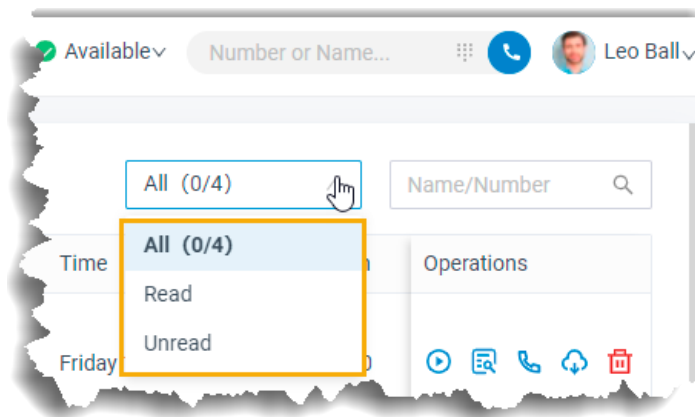 Available Number or Name... Leo Ball
All (0/4) Name/Number
All (0/4)
Time Operations
Read
Unread
Friday